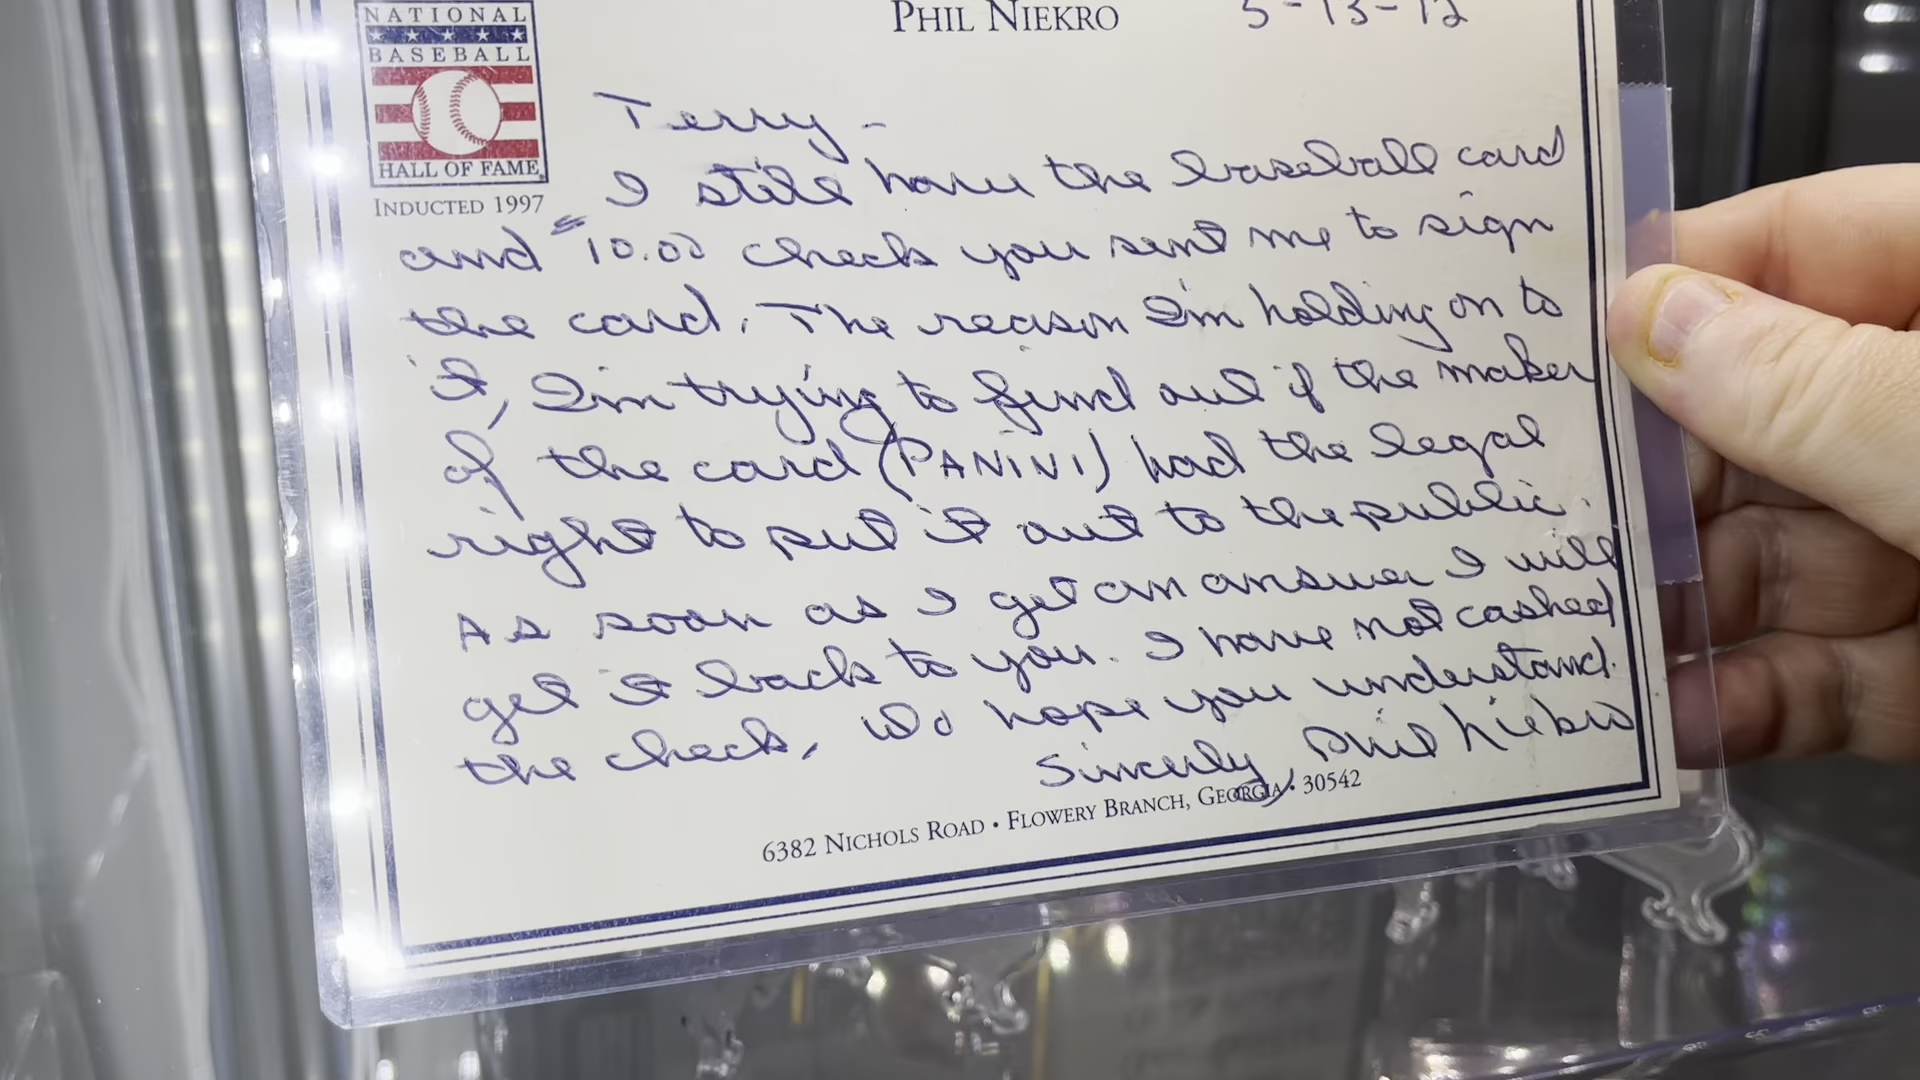 NATIONAL
BASEBALL
HALL OF FAME
INDUCTED 1997
PHIL NIEKRO
5-13-12
Terry -
I still have the baseball card
and $10.00 check you sent me to sign
the card. The reason I'm holding on to
it, I'm trying to find out if the maker
of the card (PANINI) had the legal
right to put it out to the public.
As soon as I get an answer I will
get it back to you. I have not cashed
the check. Do hope you understand.
Sincerly, Phil Niekro
6382 NICHOLS ROAD • FLOWERY BRANCH, GEORGIA • 30542